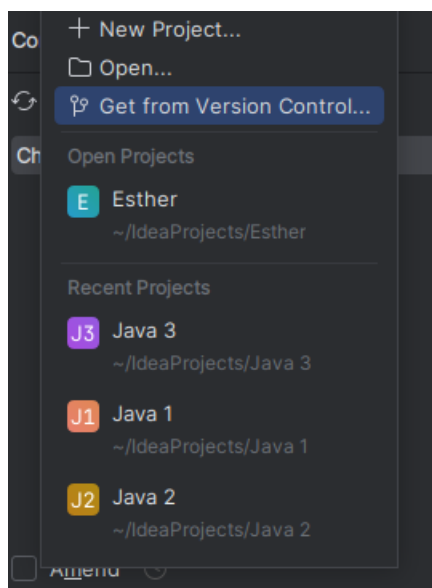 Co
New Project...
Open...
Get from Version Control...
Ch
Open Projects
E
Esther
~/IdeaProjects/Esther
Recent Projects
J3
Java 3
~/IdeaProjects/Java 3
J1
Java 1
~/IdeaProjects/Java 1
J2
Java 2
~/IdeaProjects/Java 2
Amend